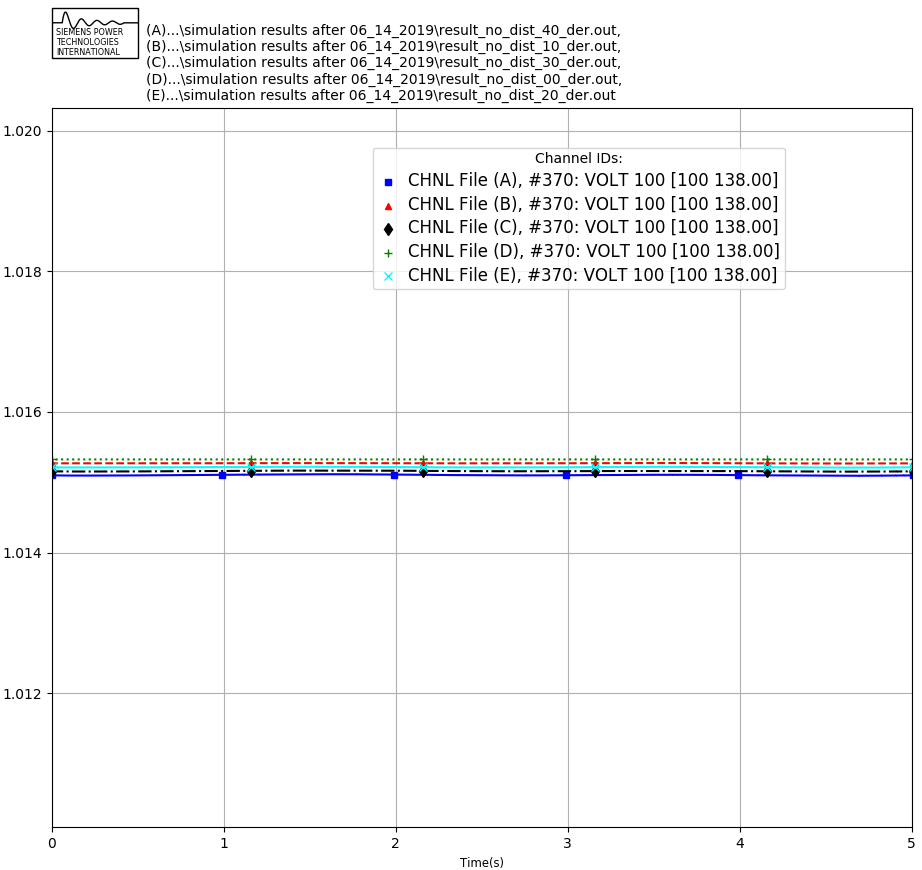 SIEMENS POWER
TECHNOLOGIES
INTERNATIONAL
(A)...\simulation results after 06_14_2019\result_no_dist_40_der.out,
(B)...\simulation results after 06_14_2019\result_no_dist_10_der.out,
(C)...\simulation results after 06_14_2019\result_no_dist_30_der.out,
(D)...\simulation results after 06_14_2019\result_no_dist_00_der.out,
(E)...\simulation results after 06_14_2019\result_no_dist_20_der.out
1.020
1.018
1.016
1.014
1.012
Channel IDs:
CHNL File (A), #370: VOLT 100 [100 138.00]
CHNL File (B), #370: VOLT 100 [100 138.00]
CHNL File (C), #370: VOLT 100 [100 138.00]
CHNL File (D), #370: VOLT 100 [100 138.00]
CHNL File (E), #370: VOLT 100 [100 138.00]
0 1 2 3 4 5
Time(s)